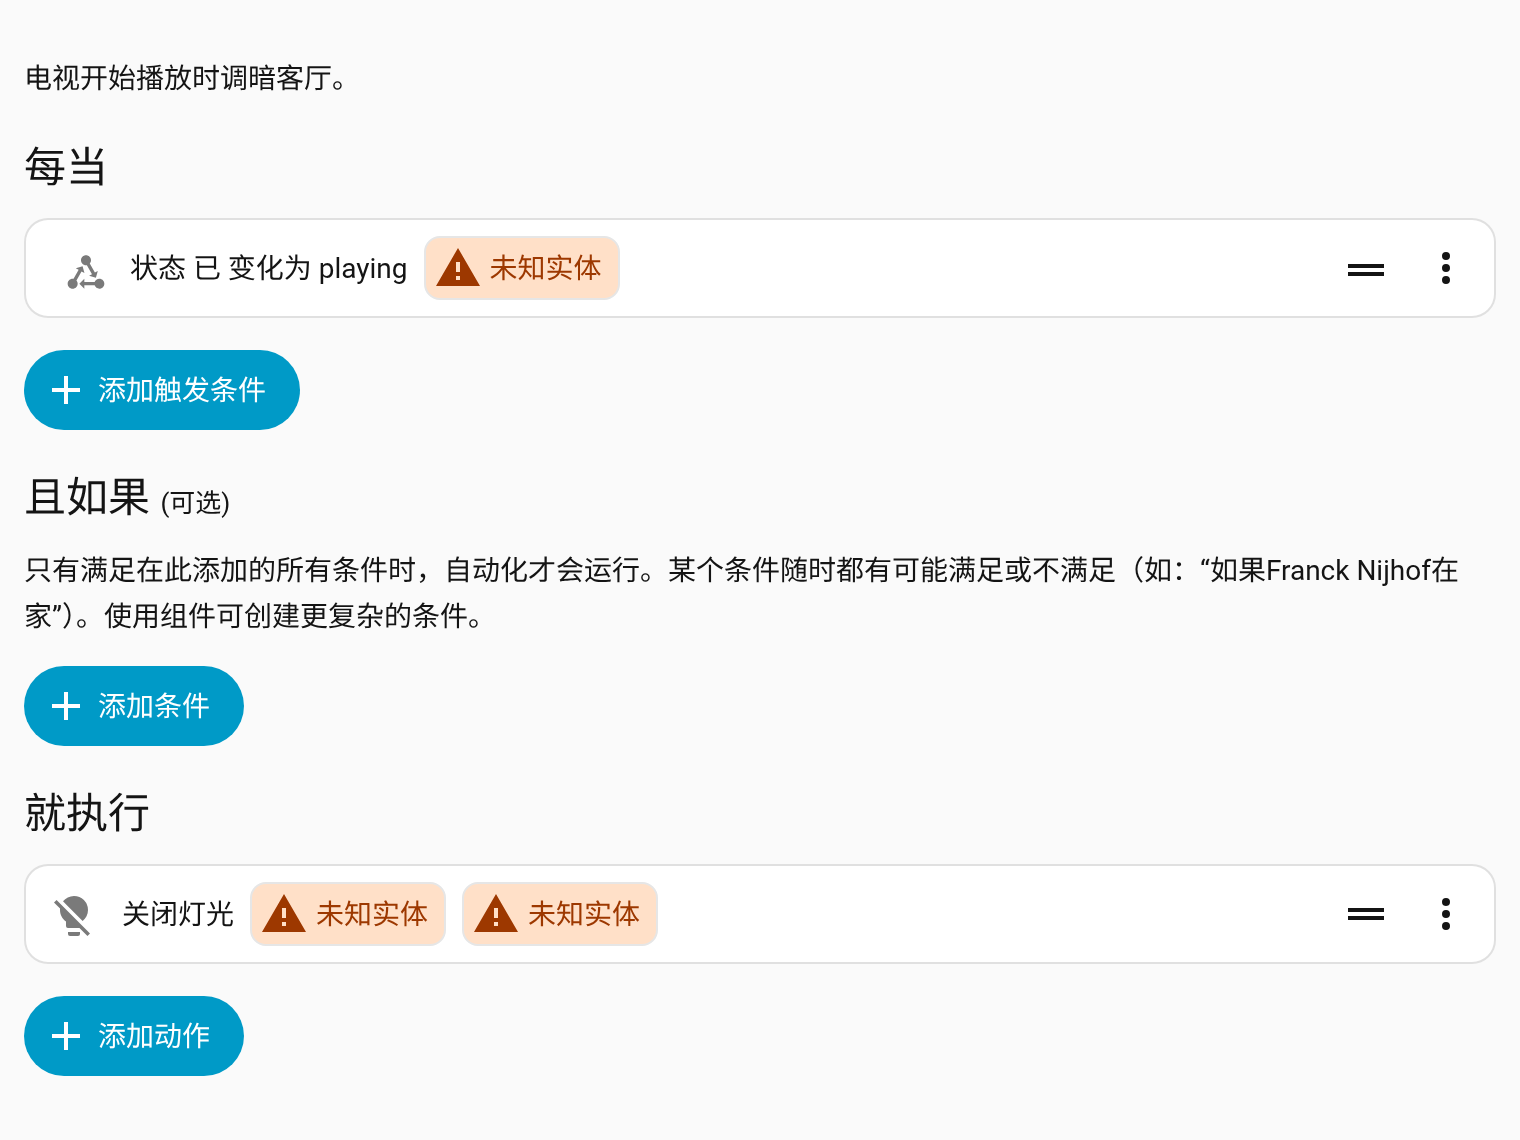 电视开始播放时调暗客厅。
每当
状态 已 变化为 playing 未知实体
添加触发条件
且如果 (可选)
只有满足在此添加的所有条件时，自动化才会运行。某个条件随时都有可能满足或不满足（如：“如果Franck Nijhof在
家”）。使用组件可创建更复杂的条件。
添加条件
就执行
关闭灯光 未知实体 未知实体
添加动作